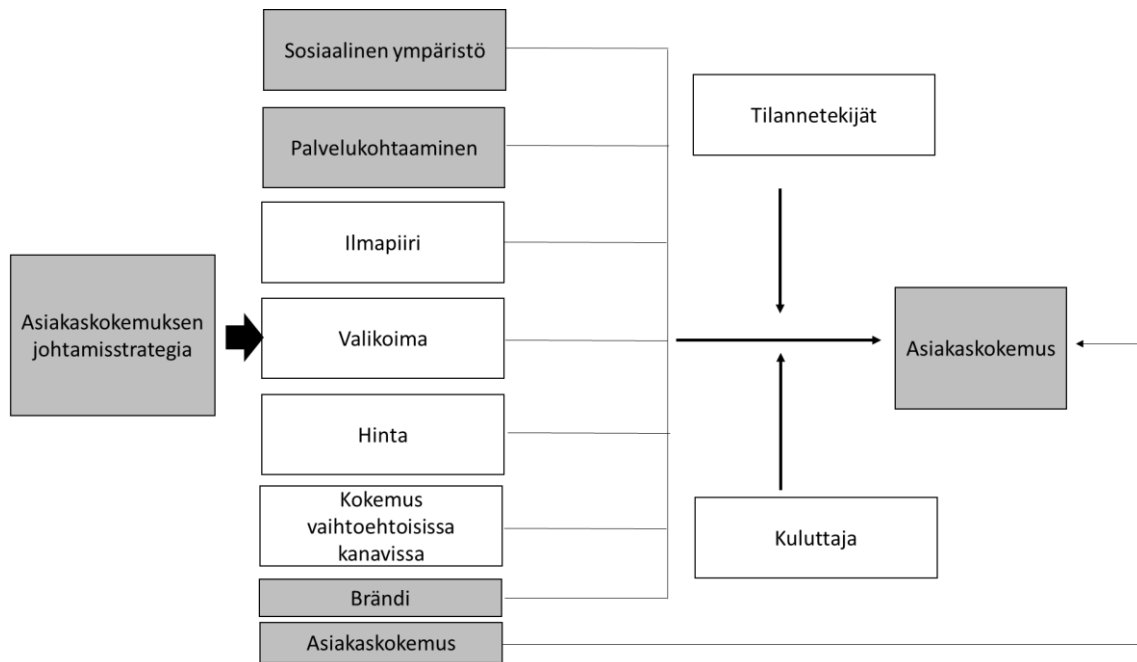 Sosiaalinen ympäristö
Palvelukohtaaminen
Ilmapiiri
Asiakaskokemuksen
johtamisstrategia
Valikoima
Hinta
Kokemus
vaihtoehtoisissa
kanavissa
Brändi
Asiakaskokemus
Tilannetekijät
Kuluttaja
Asiakaskokemus